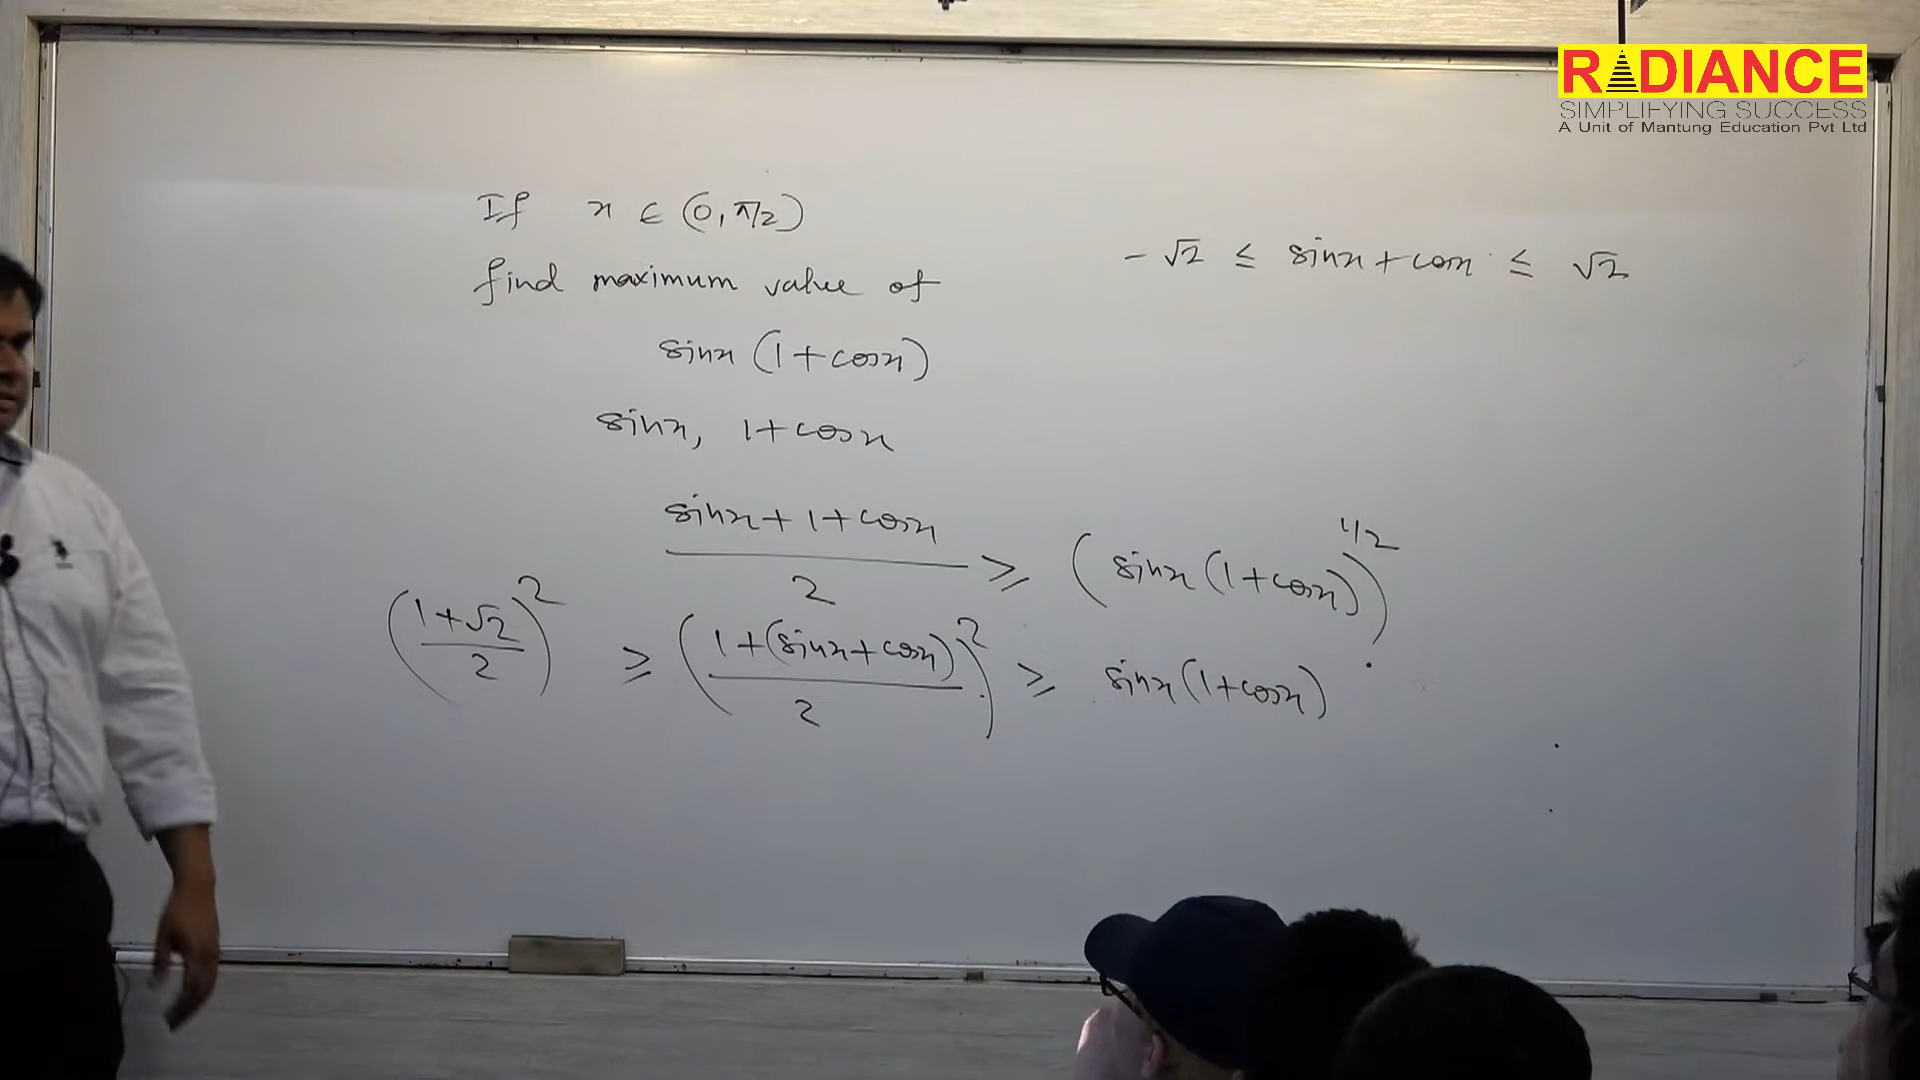 RADIANCE
SIMPLIFYING SUCCESS
A Unit of Mantung Education Pvt Ltd
If x ∈ (0, π/2)
find maximum value of
sinx (1 + cosx)
sinx, 1 + cosx
(sinx + 1 + cosx)/2 ≥ (sinx (1 + cosx))^1/2
((1 + √2)/2)^2 ≥ ((1 + (sinx + cosx))/2)^2 ≥ sinx (1 + cosx)
- √2 ≤ sinx + cosx ≤ √2